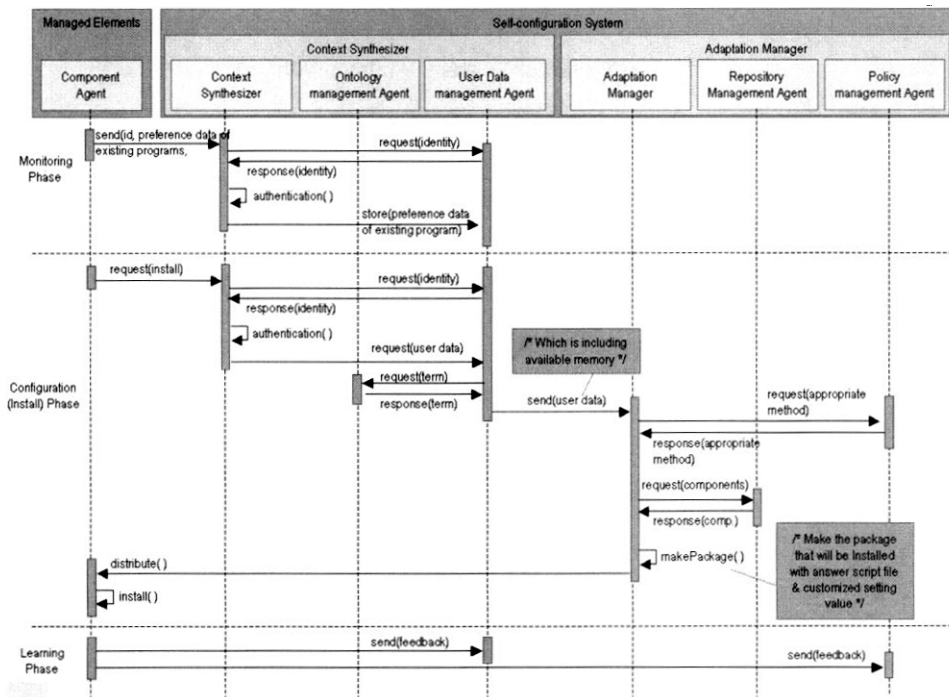 Managed Elements
Self-configuration System
Context Synthesizer
Adaptation Manager
Component
Agent
Context
Synthesizer
Ontology
management Agent
User Data
management Agent
Adaptation
Manager
Repository
Management Agent
Policy
management Agent
Monitoring
Phase
send(id, preference data of
existing programs,
request(identity)
response(identity)
authentication( )
store(preference data
of existing program)
Configuration
(Install) Phase
request(install)
request(identity)
response(identity)
authentication( )
request(user data)
request(term)
response(term)
/* Which is including
available memory */
send(user data)
request(appropriate
method)
response(appropriate
method)
request(components)
response(comp.)
makePackage( )
/* Make the package
that will be Installed
with answer script file
& customized setting
value */
distribute( )
install( )
Learning
Phase
send(feedback)
send(feedback)